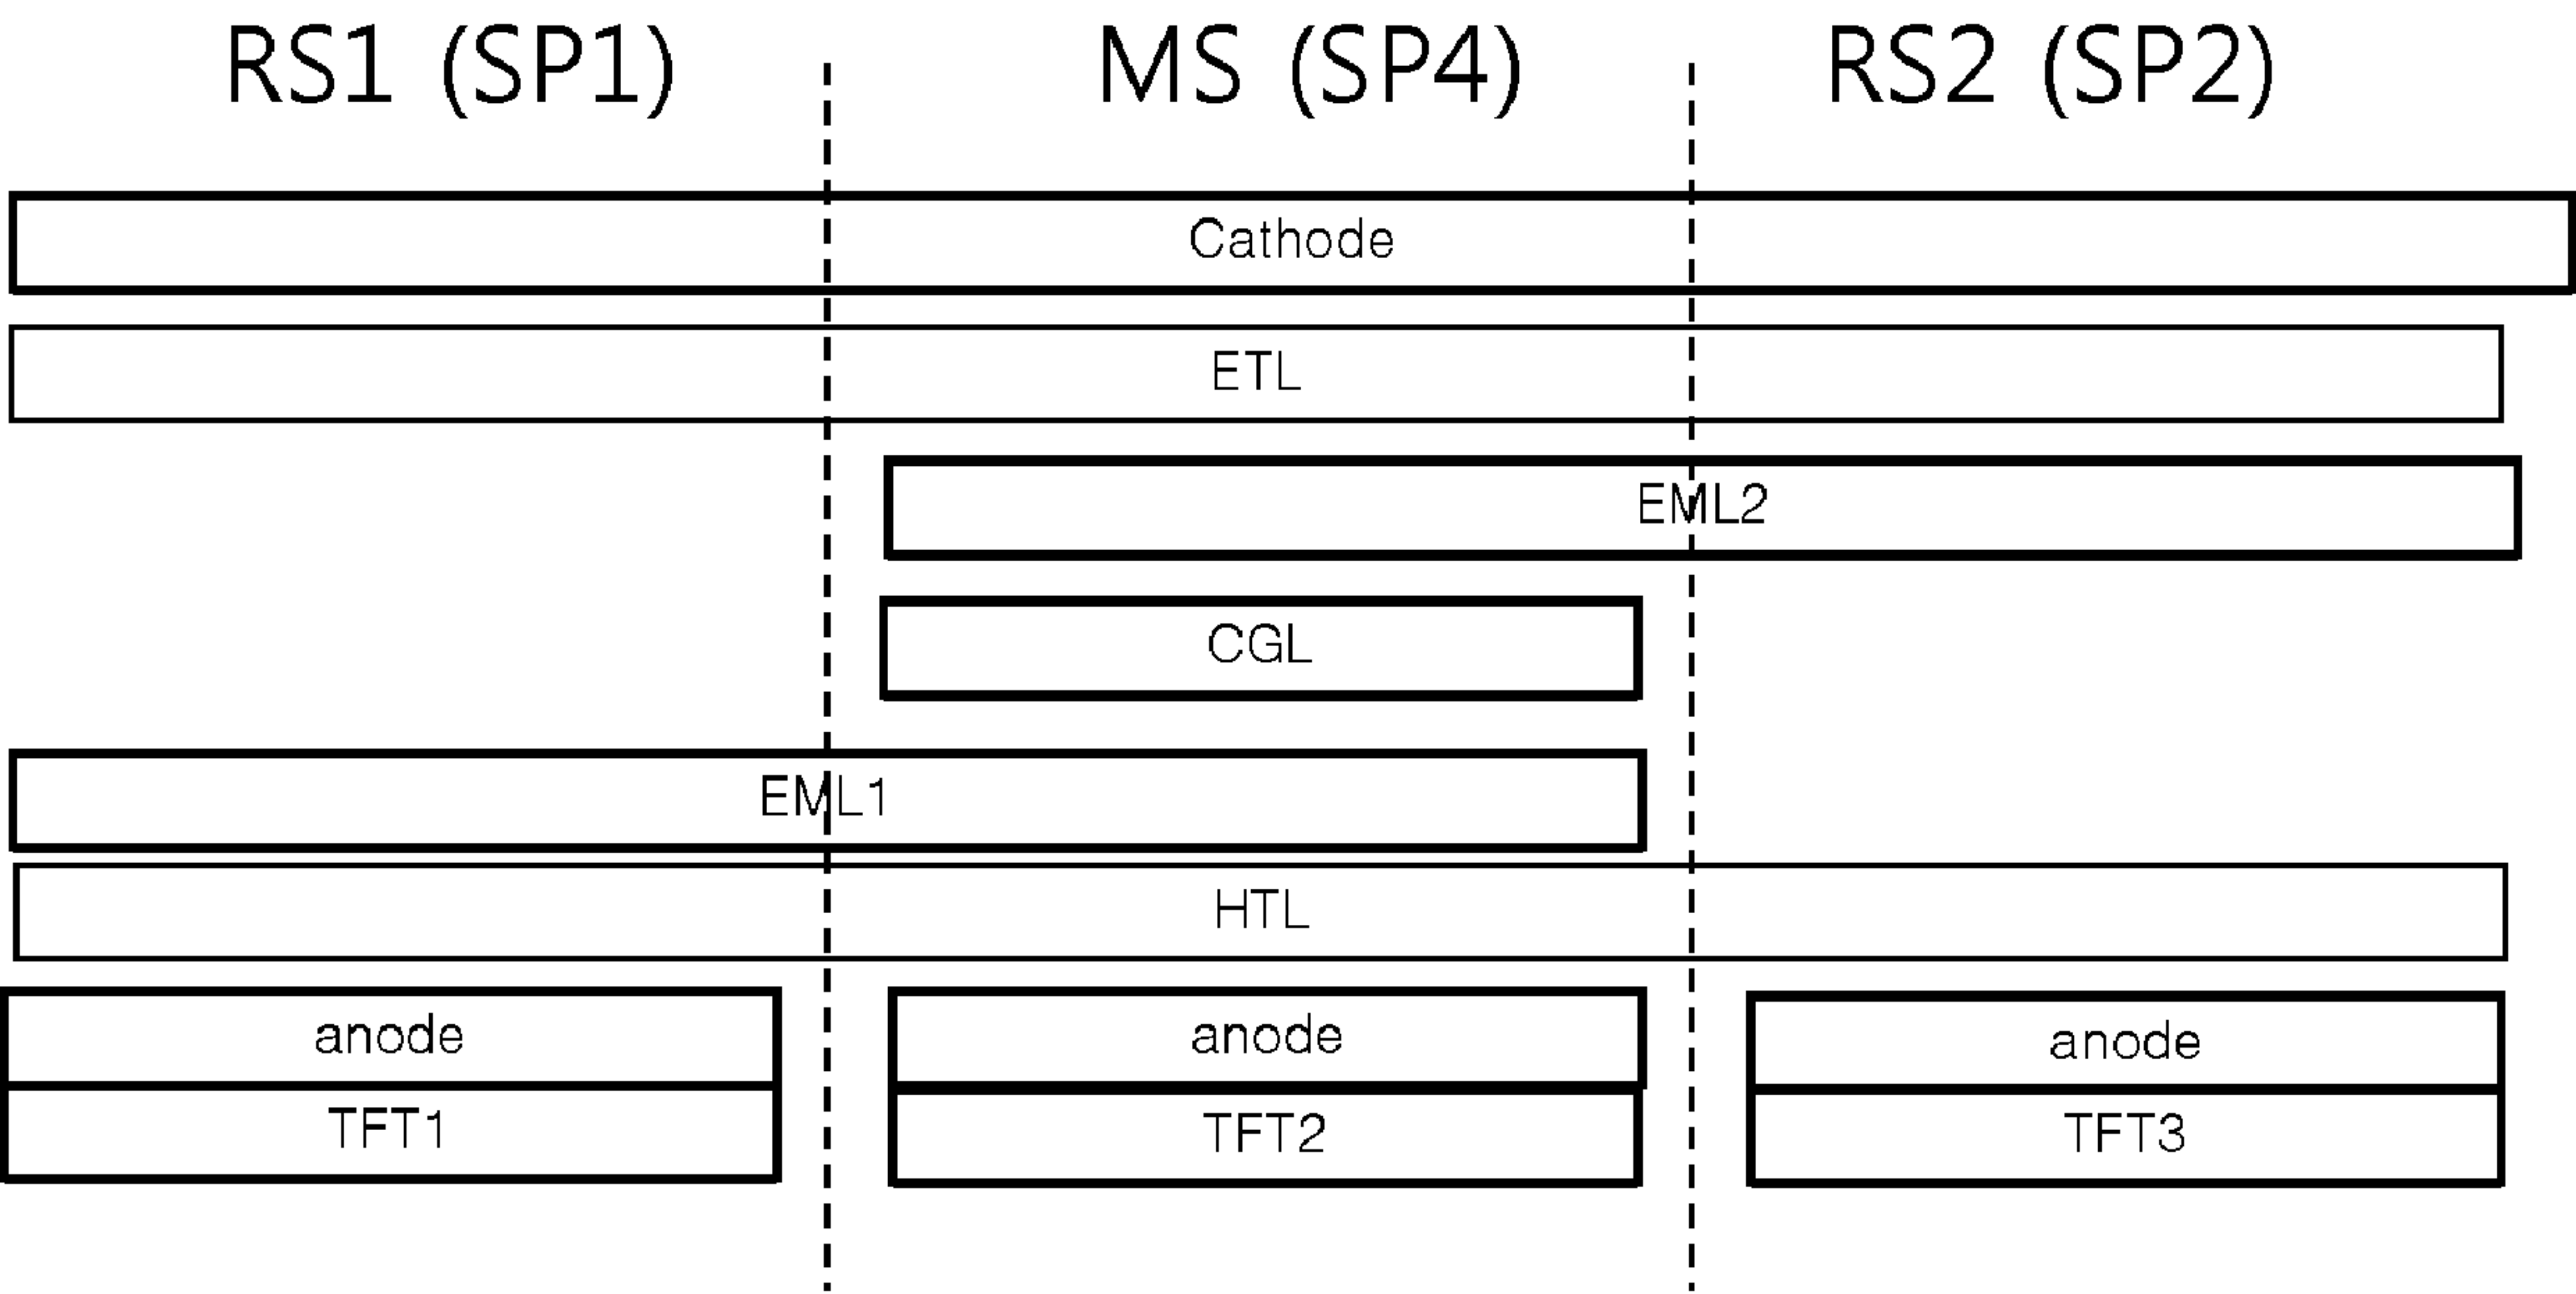 RS1 (SP1) MS (SP4) RS2 (SP2)
Cathode
ETL
EML2
CGL
EML1
HTL
anode anode anode
TFT1 TFT2 TFT3